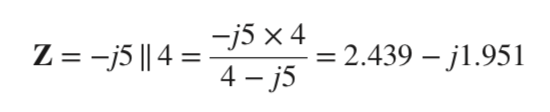 Z = −j5 || 4 = (−j5 × 4) / (4 − j5) = 2.439 − j1.951